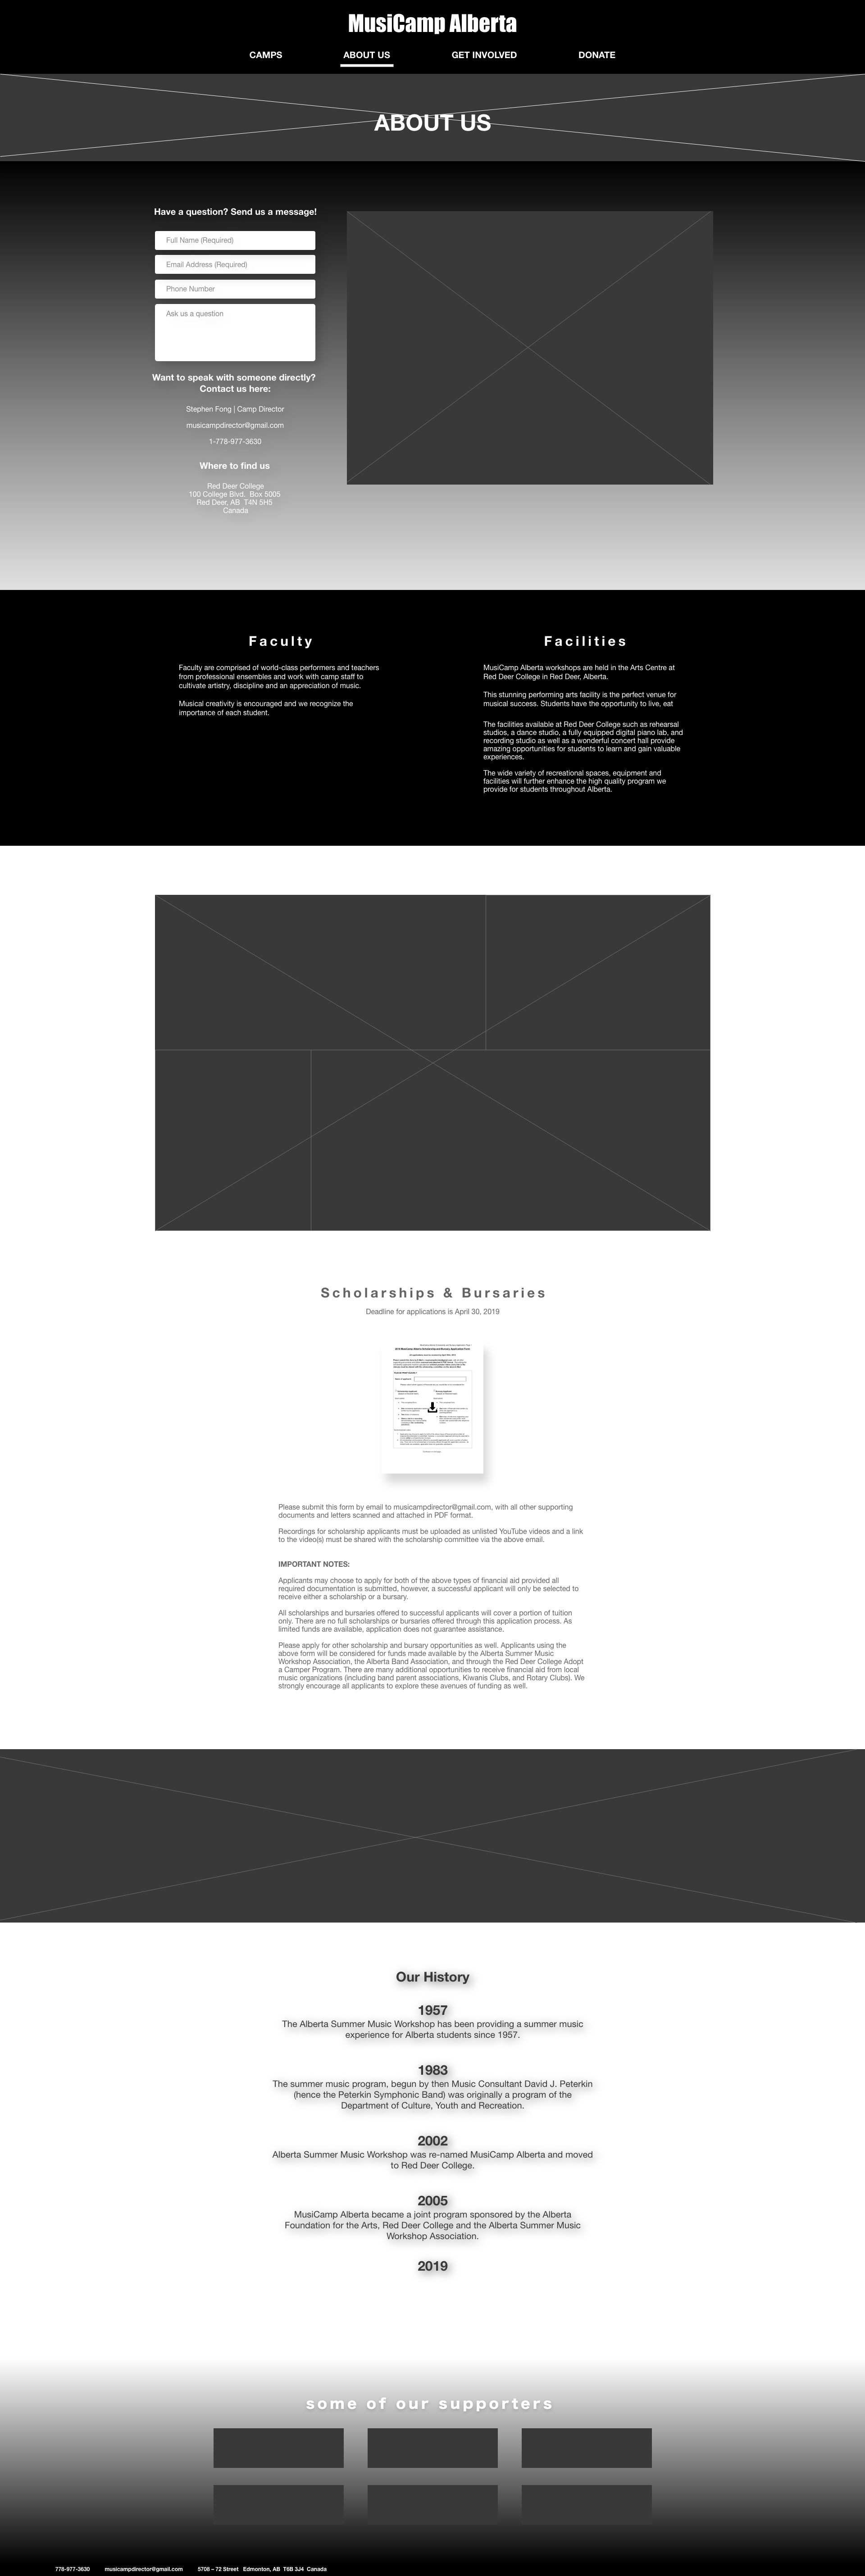 MusiCamp Alberta
CAMPS ABOUT US GET INVOLVED DONATE
ABOUT US
Have a question? Send us a message!
Full Name (Required)
Email Address (Required)
Phone Number
Ask us a question
Want to speak with someone directly?
Contact us here:
Stephen Fong | Camp Director
musicampdirector@gmail.com
1-778-977-3630
Where to find us
Red Deer College
100 College Blvd. Box 5005
Red Deer, AB T4N 5H5
Canada
Faculty
Faculty are comprised of world-class performers and teachers
from professional ensembles and work with camp staff to
cultivate artistry, discipline and an appreciation of music.
Musical creativity is encouraged and we recognize the
importance of each student.
Facilities
MusiCamp Alberta workshops are held in the Arts Centre at
Red Deer College in Red Deer, Alberta.
This stunning performing arts facility is the perfect venue for
musical success. Students have the opportunity to live, eat
The facilities available at Red Deer College such as rehearsal
studios, a dance studio, a fully equipped digital piano lab, and
recording studio as well as a wonderful concert hall provide
amazing opportunities for students to learn and gain valuable
experiences.
The wide variety of recreational spaces, equipment and
facilities will further enhance the high quality program we
provide for students throughout Alberta.
Scholarships & Bursaries
Deadline for applications is April 30, 2019
Please submit this form by email to musicampdirector@gmail.com, with all other supporting
documents and letters scanned and attached in PDF format.
Recordings for scholarship applicants must be uploaded as unlisted YouTube videos and a link
to the video(s) must be shared with the scholarship committee via the above email.
IMPORTANT NOTES:
Applicants may choose to apply for both of the above types of financial aid provided all
required documentation is submitted, however, a successful applicant will only be selected to
receive either a scholarship or a bursary.
All scholarships and bursaries offered to successful applicants will cover a portion of tuition
only. There are no full scholarships or bursaries offered through this application process. As
limited funds are available, application does not guarantee assistance.
Please apply for other scholarship and bursary opportunities as well. Applicants using the
above form will be considered for funds made available by the Alberta Summer Music
Workshop Association, the Alberta Band Association, and through the Red Deer College Adopt
a Camper Program. There are many additional opportunities to receive financial aid from local
music organizations (including band parent associations, Kiwanis Clubs, and Rotary Clubs). We
strongly encourage all applicants to explore these avenues of funding as well.
Our History
1957
The Alberta Summer Music Workshop has been providing a summer music
experience for Alberta students since 1957.
1983
The summer music program, begun by then Music Consultant David J. Peterkin
(hence the Peterkin Symphonic Band) was originally a program of the
Department of Culture, Youth and Recreation.
2002
Alberta Summer Music Workshop was re-named MusiCamp Alberta and moved
to Red Deer College.
2005
MusiCamp Alberta became a joint program sponsored by the Alberta
Foundation for the Arts, Red Deer College and the Alberta Summer Music
Workshop Association.
2019
some of our supporters
778-977-3630 musicampdirector@gmail.com 5708 – 72 Street Edmonton, AB T6B 3J4 Canada